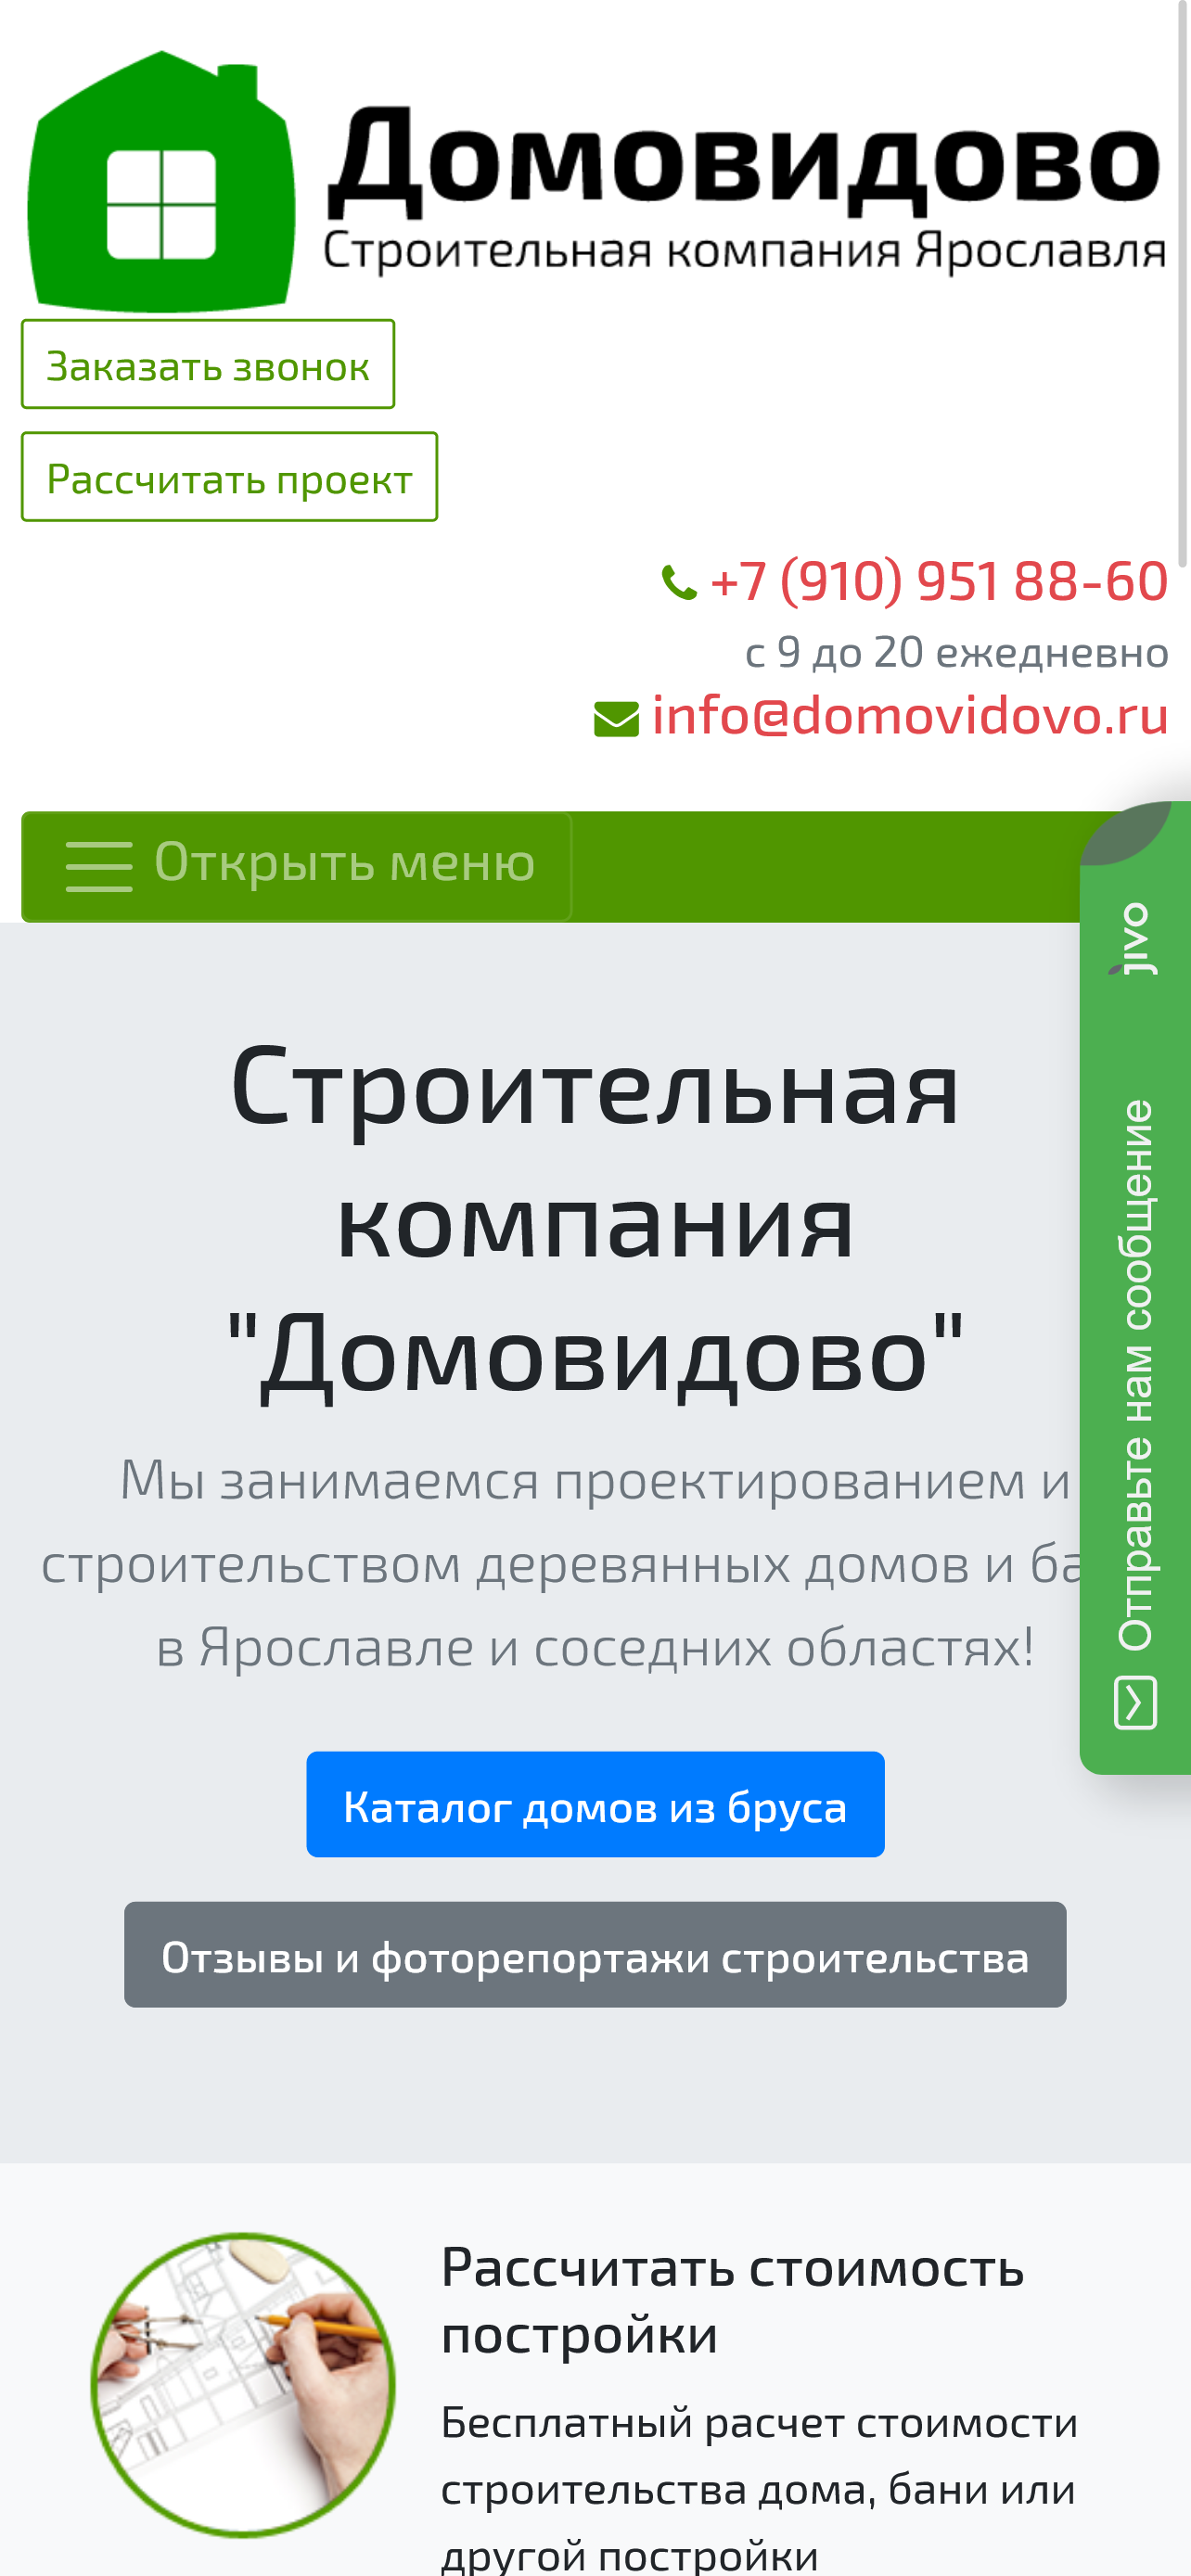 Домовидово
Строительная компания Ярославля
Заказать звонок
Рассчитать проект
+7 (910) 951 88-60
с 9 до 20 ежедневно
info@domovidovo.ru
Открыть меню
jivo
Отправьте нам сообщение
Строительная
компания
"Домовидово"
Мы занимаемся проектированием и
строительством деревянных домов и
в Ярославле и соседних областях!
Каталог домов из бруса
Отзывы и фоторепортажи строительства
Рассчитать стоимость
постройки
Бесплатный расчет стоимости
строительства дома, бани или
другой постройки